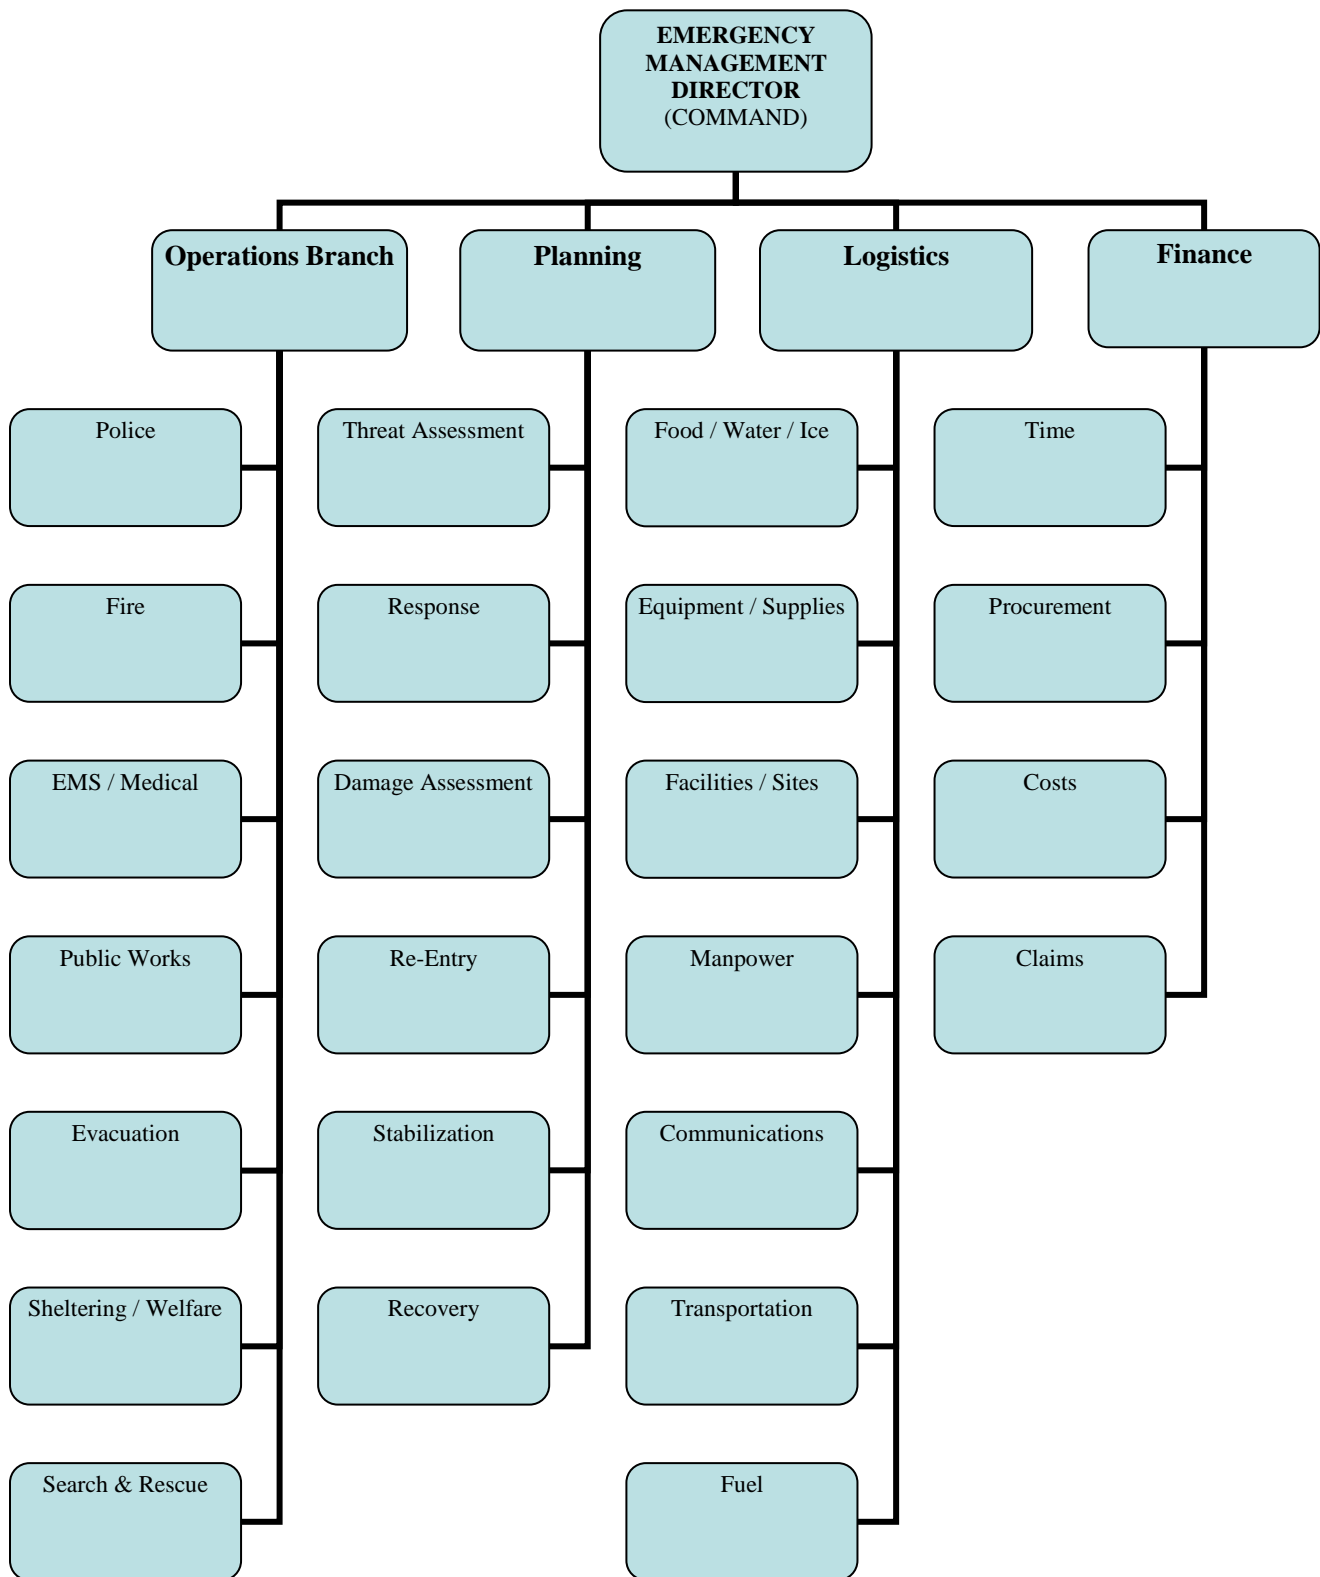 EMERGENCY
MANAGEMENT
DIRECTOR
(COMMAND)
Operations Branch
Planning
Logistics
Finance
Police
Threat Assessment
Food / Water / Ice
Time
Fire
Response
Equipment / Supplies
Procurement
EMS / Medical
Damage Assessment
Facilities / Sites
Costs
Public Works
Re-Entry
Manpower
Claims
Evacuation
Stabilization
Communications
Sheltering / Welfare
Recovery
Transportation
Search & Rescue
Fuel